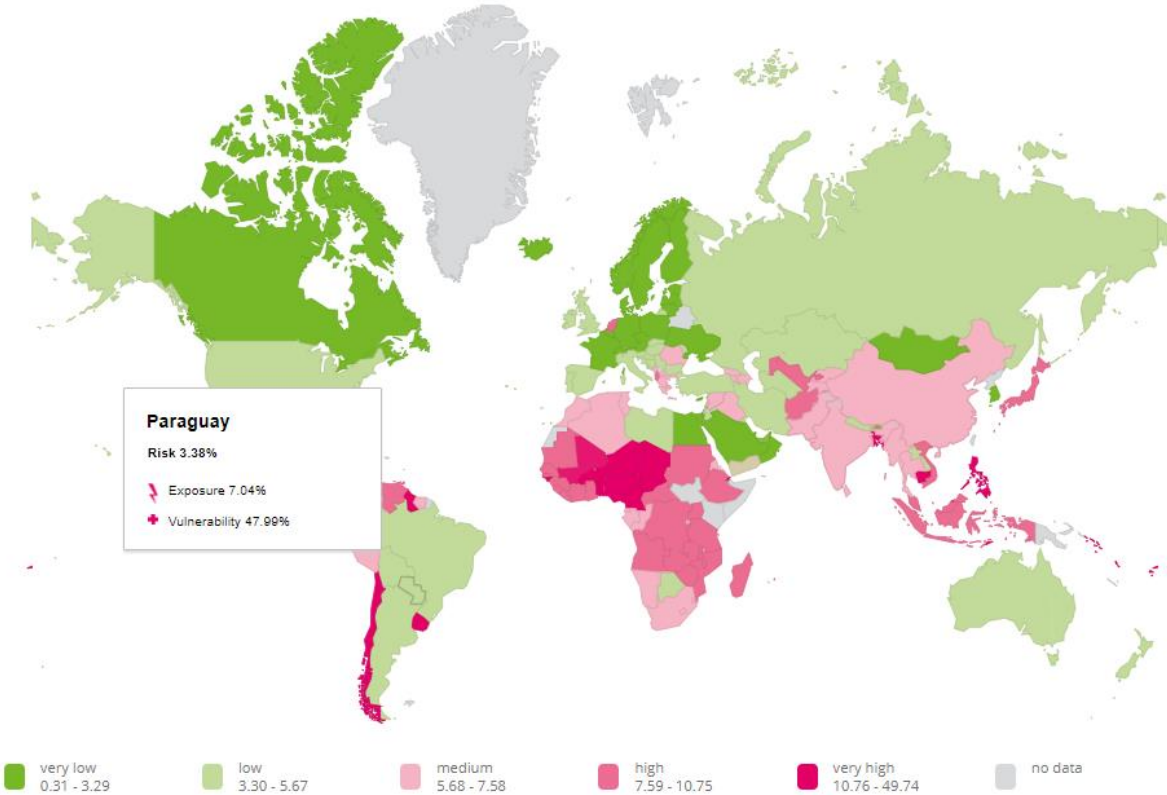 Paraguay
Risk 3.38%
Exposure 7.04%
Vulnerability 47.99%
very low
0.31 - 3.29
low
3.30 - 5.67
medium
5.68 - 7.58
high
7.59 - 10.75
very high
10.76 - 49.74
no data